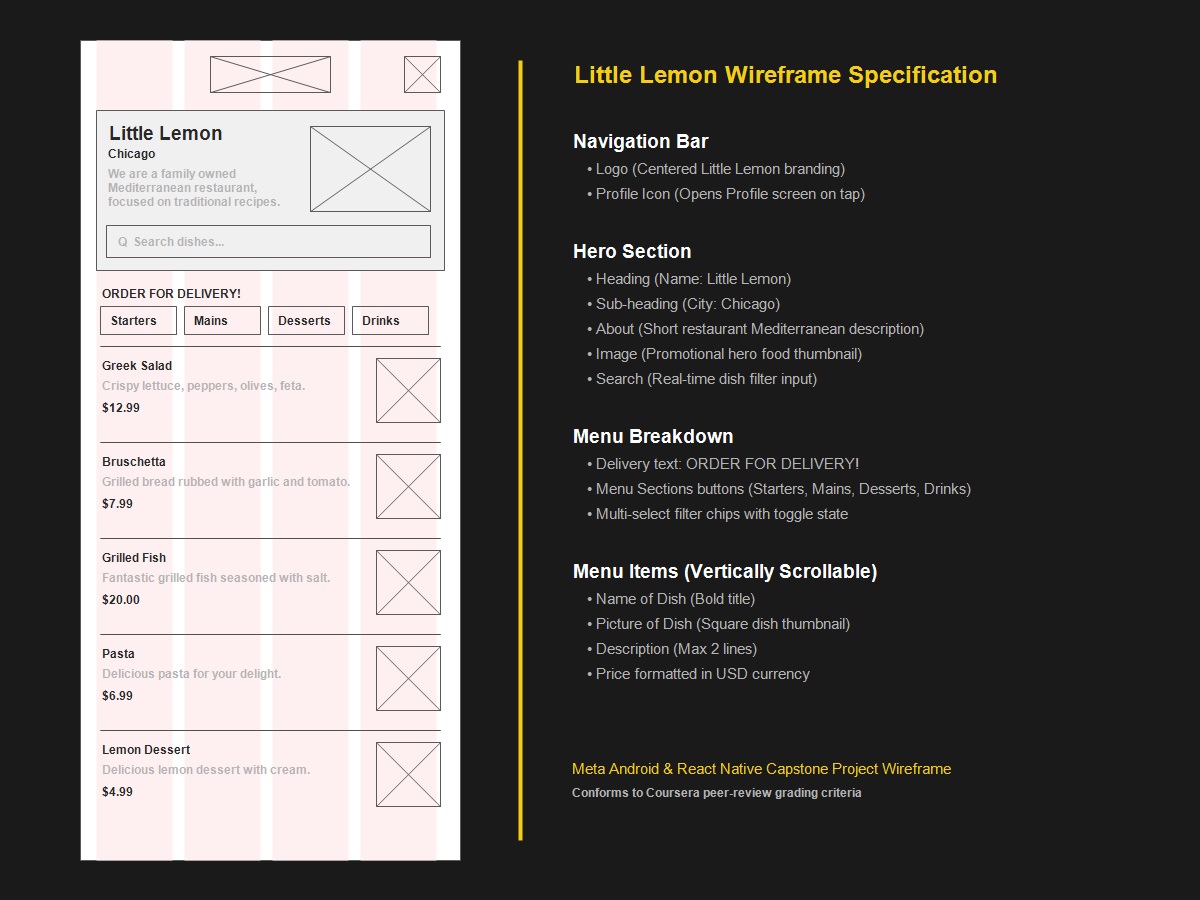 Little Lemon
Chicago
We are a family owned
Mediterranean restaurant,
focused on traditional recipes.
Q Search dishes...
ORDER FOR DELIVERY!
Starters
Mains
Desserts
Drinks
Greek Salad
Crispy lettuce, peppers, olives, feta.
$12.99
Bruschetta
Grilled bread rubbed with garlic and tomato.
$7.99
Grilled Fish
Fantastic grilled fish seasoned with salt.
$20.00
Pasta
Delicious pasta for your delight.
$6.99
Lemon Dessert
Delicious lemon dessert with cream.
$4.99
Little Lemon Wireframe Specification
Navigation Bar
• Logo (Centered Little Lemon branding)
• Profile Icon (Opens Profile screen on tap)
Hero Section
• Heading (Name: Little Lemon)
• Sub-heading (City: Chicago)
• About (Short restaurant Mediterranean description)
• Image (Promotional hero food thumbnail)
• Search (Real-time dish filter input)
Menu Breakdown
• Delivery text: ORDER FOR DELIVERY!
• Menu Sections buttons (Starters, Mains, Desserts, Drinks)
• Multi-select filter chips with toggle state
Menu Items (Vertically Scrollable)
• Name of Dish (Bold title)
• Picture of Dish (Square dish thumbnail)
• Description (Max 2 lines)
• Price formatted in USD currency
Meta Android & React Native Capstone Project Wireframe
Conforms to Coursera peer-review grading criteria